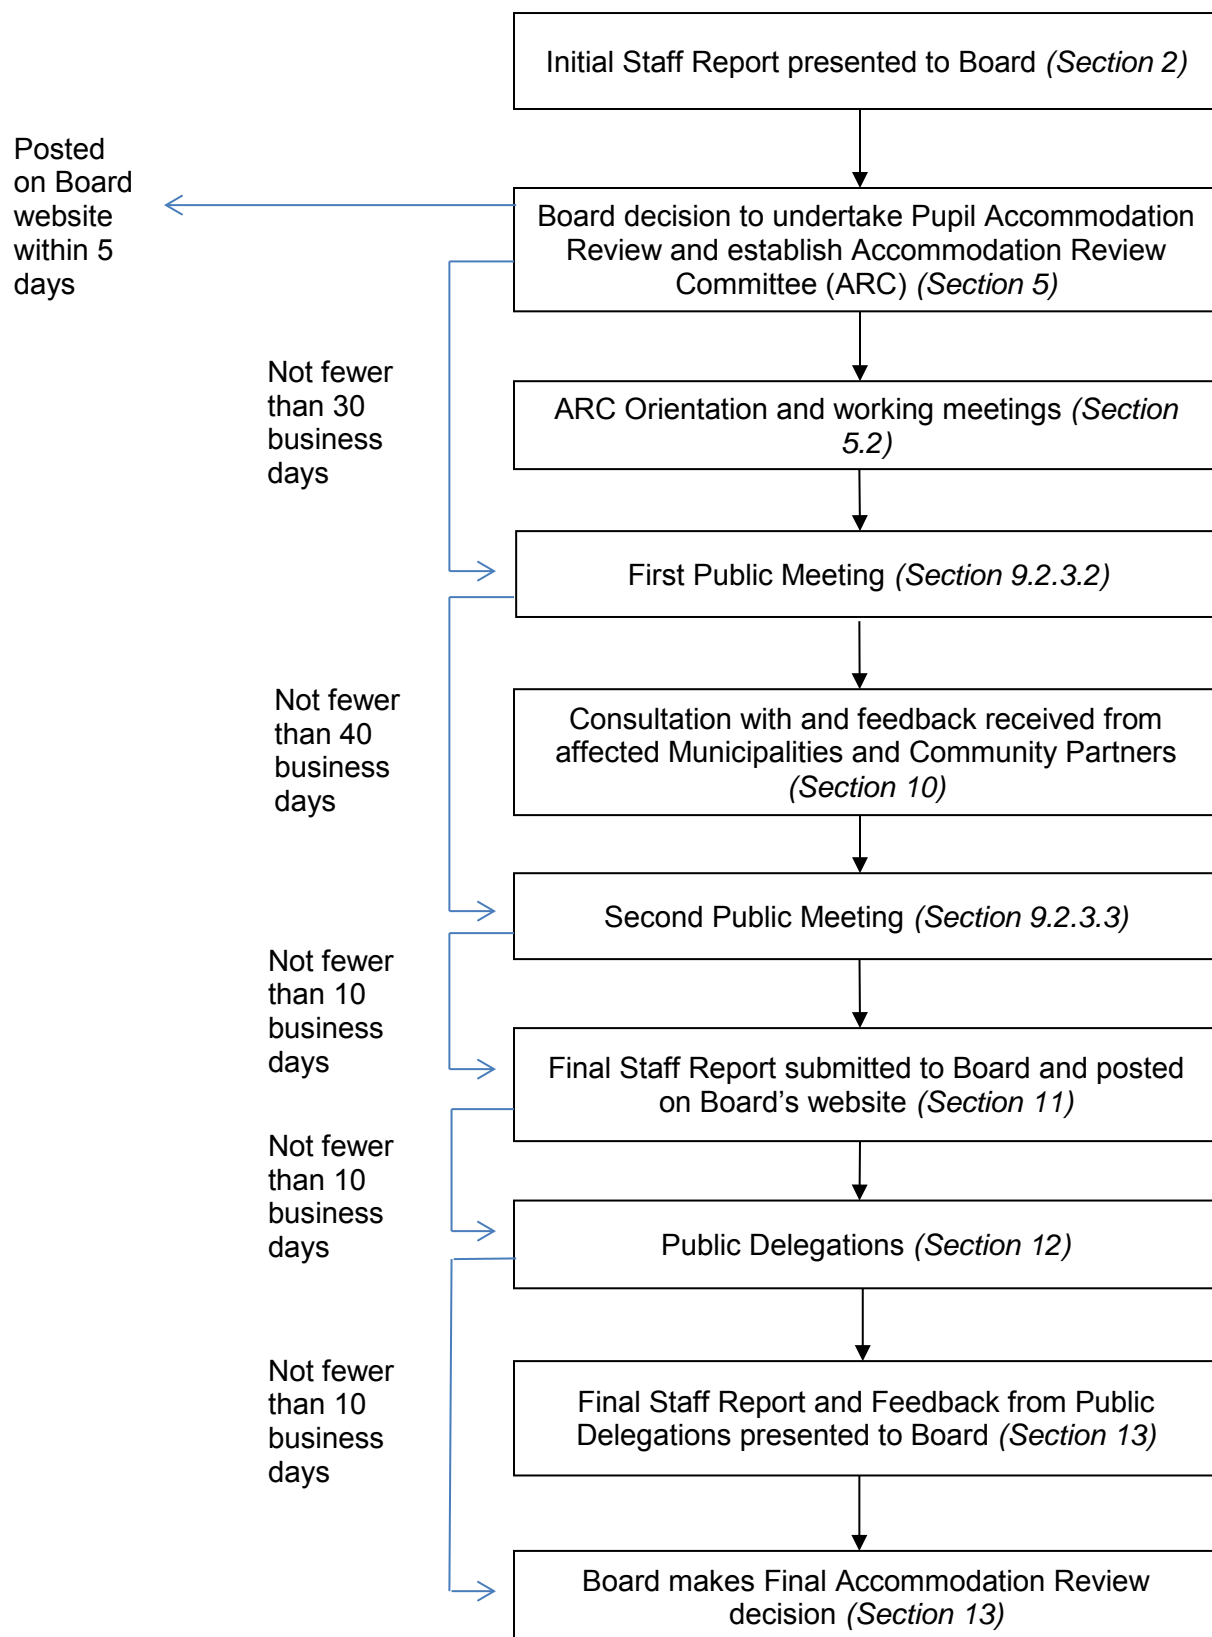 Initial Staff Report presented to Board (Section 2)
Posted
on Board
website
within 5
days
Board decision to undertake Pupil Accommodation
Review and establish Accommodation Review
Committee (ARC) (Section 5)
Not fewer
than 30
business
days
ARC Orientation and working meetings (Section
5.2)
First Public Meeting (Section 9.2.3.2)
Not fewer
than 40
business
days
Consultation with and feedback received from
affected Municipalities and Community Partners
(Section 10)
Second Public Meeting (Section 9.2.3.3)
Not fewer
than 10
business
days
Final Staff Report submitted to Board and posted
on Board’s website (Section 11)
Not fewer
than 10
business
days
Public Delegations (Section 12)
Not fewer
than 10
business
days
Final Staff Report and Feedback from Public
Delegations presented to Board (Section 13)
Board makes Final Accommodation Review
decision (Section 13)